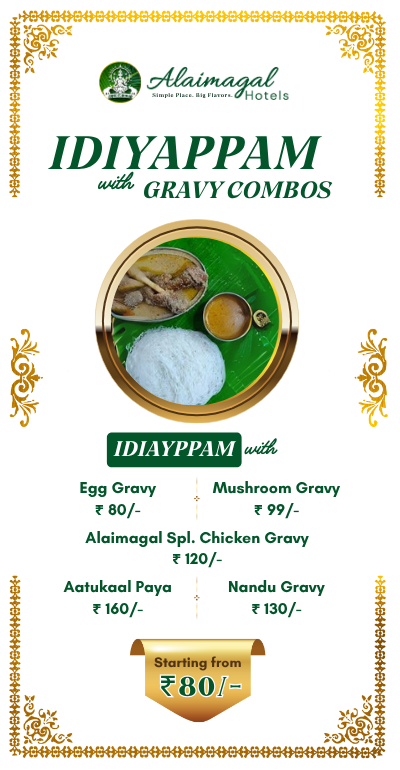 Alaimagal
Simple Place. Big Flavors. Hotels
IDIYAPPAM
with GRAVY COMBOS
IDIAYPPAM with
Egg Gravy Mushroom Gravy
₹ 80/- ₹ 99/-
Alaimagal Spl. Chicken Gravy
₹ 120/-
Aatukaal Paya Nandu Gravy
₹ 160/- ₹ 130/-
Starting from
₹80/-